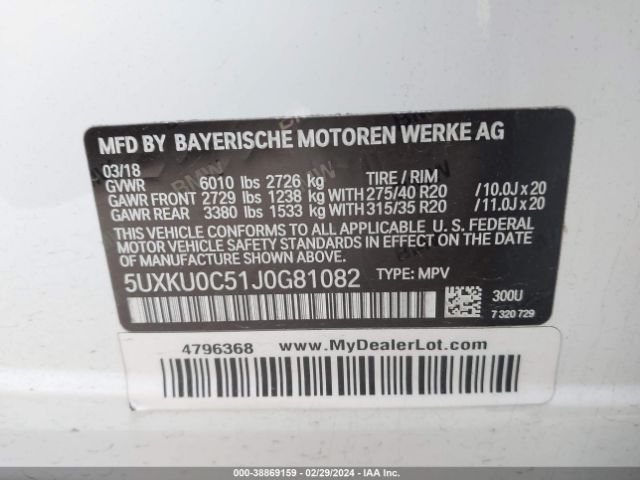 MFD BY BAYERISCHE MOTOREN WERKE AG
03/18
GVWR 6010 lbs 2726 kg TIRE / RIM
GAWR FRONT 2729 lbs 1238 kg WITH 275/40 R20 /10.0J x 20
GAWR REAR 3380 lbs 1533 kg WITH 315/35 R20 /11.0J x 20
THIS VEHICLE CONFORMS TO ALL APPLICABLE U. S. FEDERAL
MOTOR VEHICLE SAFETY, BUMPER, AND THEFT PREVENTION
STANDARDS IN EFFECT ON THE DATE OF MANUFACTURE SHOWN ABOVE.
5UXKU0C51J0G81082 TYPE: MPV
300U
7 320 729
4796368 www.MyDealerLot.com
000-38869159 - 02/29/2024 - IAA Inc.